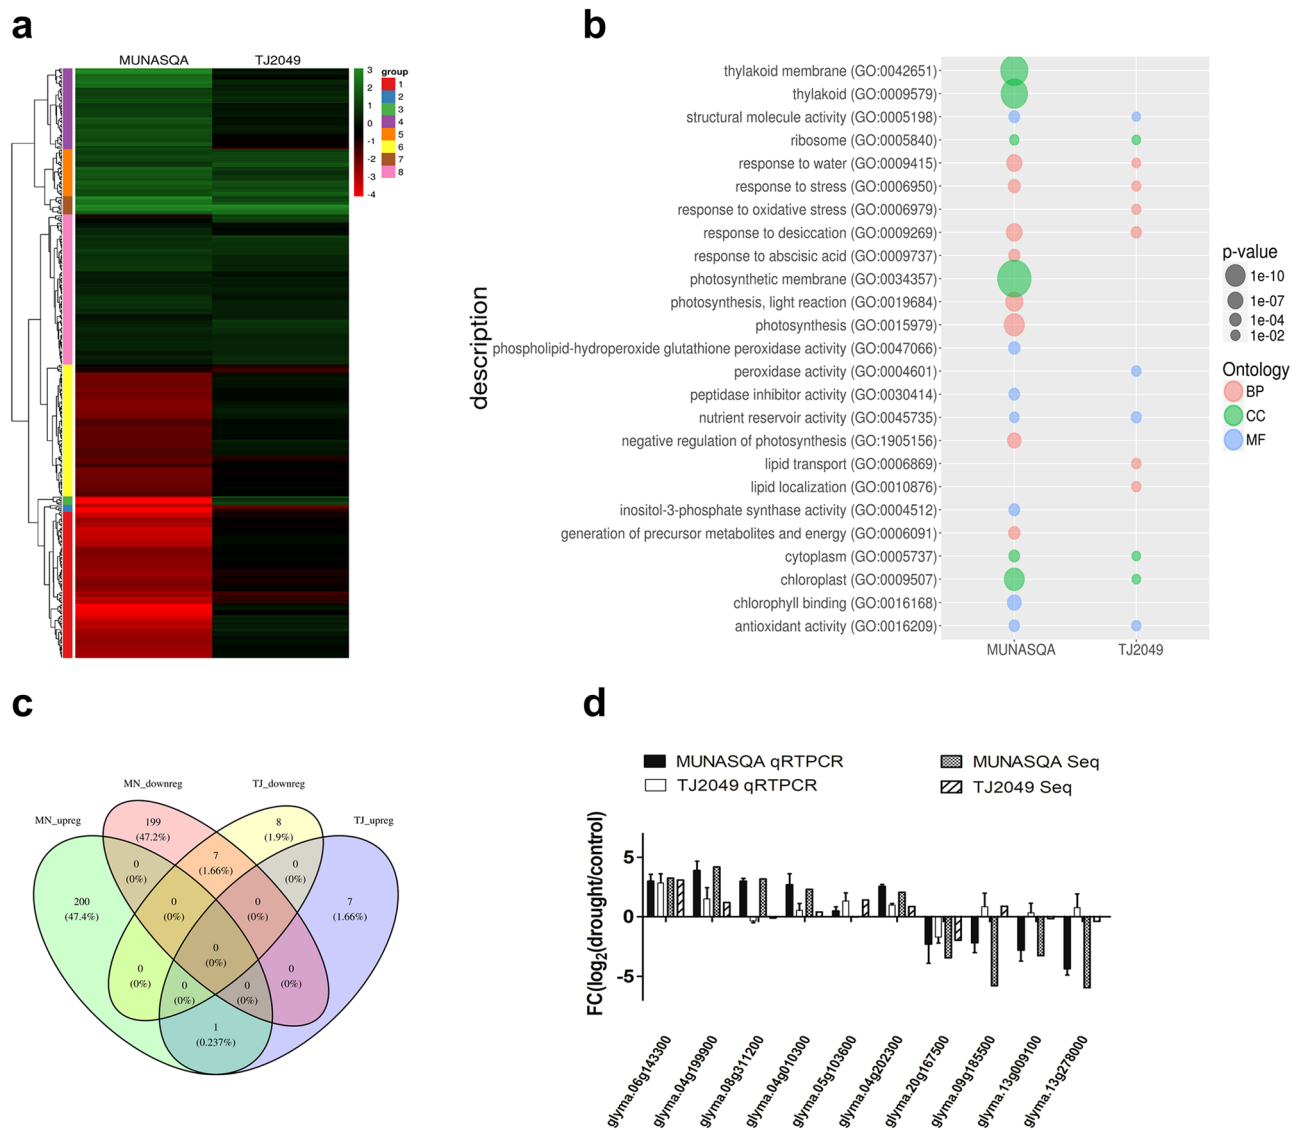 a
MUNASQA TJ2049
3
2
1
0
-1
-2
-3
-4
group
1
2
3
4
5
6
7
8
b
description
thylakoid membrane (GO:0042651)
thylakoid (GO:0009579)
structural molecule activity (GO:0005198)
ribosome (GO:0005840)
response to water (GO:0009415)
response to stress (GO:0006950)
response to oxidative stress (GO:0006979)
response to desiccation (GO:0009269)
response to abscisic acid (GO:0009737)
photosynthetic membrane (GO:0034357)
photosynthesis, light reaction (GO:0019684)
photosynthesis (GO:0015979)
phospholipid-hydroperoxide glutathione peroxidase activity (GO:0047066)
peroxidase activity (GO:0004601)
peptidase inhibitor activity (GO:0030414)
nutrient reservoir activity (GO:0045735)
negative regulation of photosynthesis (GO:1905156)
lipid transport (GO:0006869)
lipid localization (GO:0010876)
inositol-3-phosphate synthase activity (GO:0004512)
generation of precursor metabolites and energy (GO:0006091)
cytoplasm (GO:0005737)
chloroplast (GO:0009507)
chlorophyll binding (GO:0016168)
antioxidant activity (GO:0016209)
MUNASQA TJ2049
p-value
1e-10
1e-07
1e-04
1e-02
Ontology
BP
CC
MF
c
MN_downreg TJ_downreg
MN_upreg TJ_upreg
199
(47.2%)
8
(1.9%)
7
(1.66%)
0
(0%)
0
(0%)
200
(47.4%)
0
(0%)
0
(0%)
7
(1.66%)
0
(0%)
0
(0%)
0
(0%)
0
(0%)
0
(0%)
1
(0.237%)
d
MUNASQA qRTPCR
TJ2049 qRTPCR
MUNASQA Seq
TJ2049 Seq
FC(log2(drought/control)
5
0
-5
glyma.06g143300
glyma.04g199900
glyma.08g311200
glyma.04g010300
glyma.05g103600
glyma.04g202300
glyma.20g167500
glyma.09g185500
glyma.13g009100
glyma.13g278000